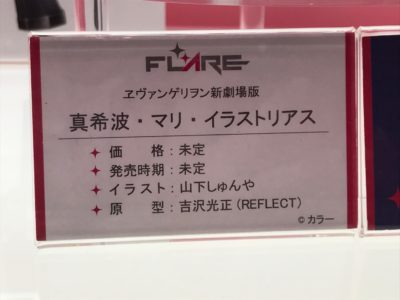 FLARE
ヱヴァンゲリヲン新劇場版
真希波・マリ・イラストリアス
価　格：未定
発売時期：未定
イラスト：山下しゅんや
原　型：吉沢光正（REFLECT）
©カラー